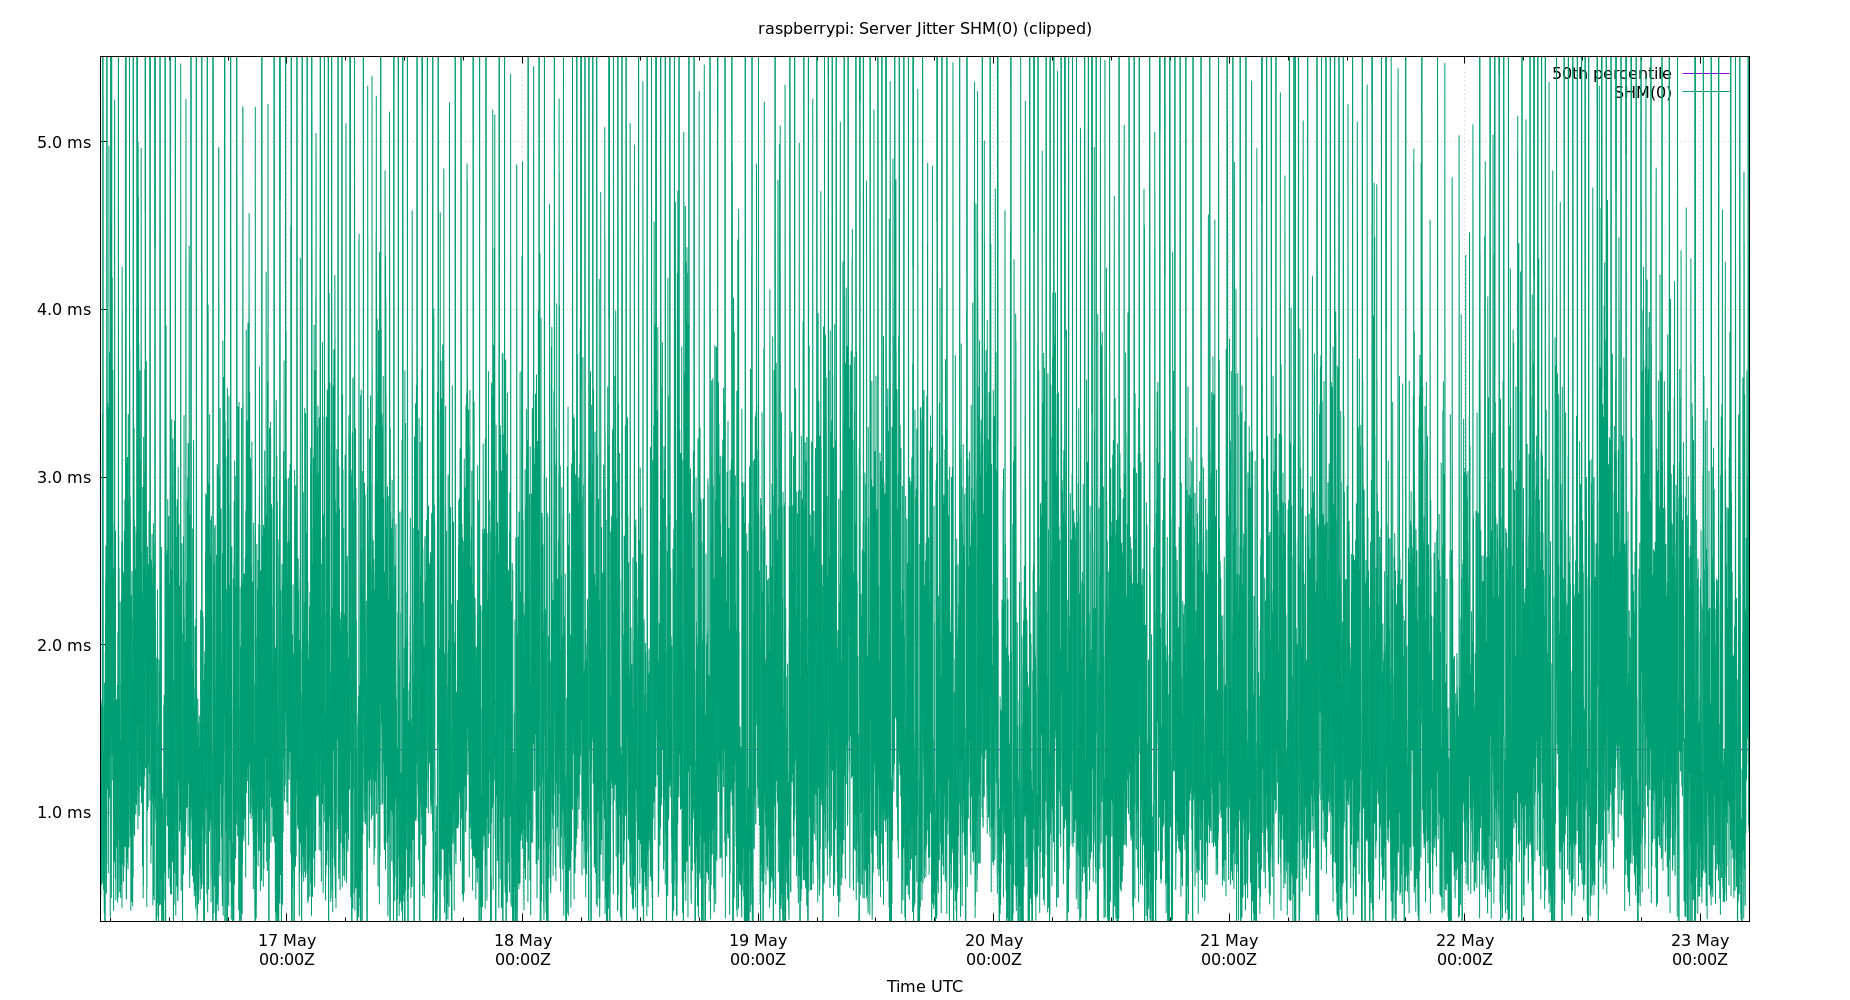 raspberrypi: Server Jitter SHM(0) (clipped)
50th percentile
SHM(0)
5.0 ms
4.0 ms
3.0 ms
2.0 ms
1.0 ms
17 May 18 May 19 May 20 May 21 May 22 May 23 May
00:00Z 00:00Z 00:00Z 00:00Z 00:00Z 00:00Z 00:00Z
Time UTC